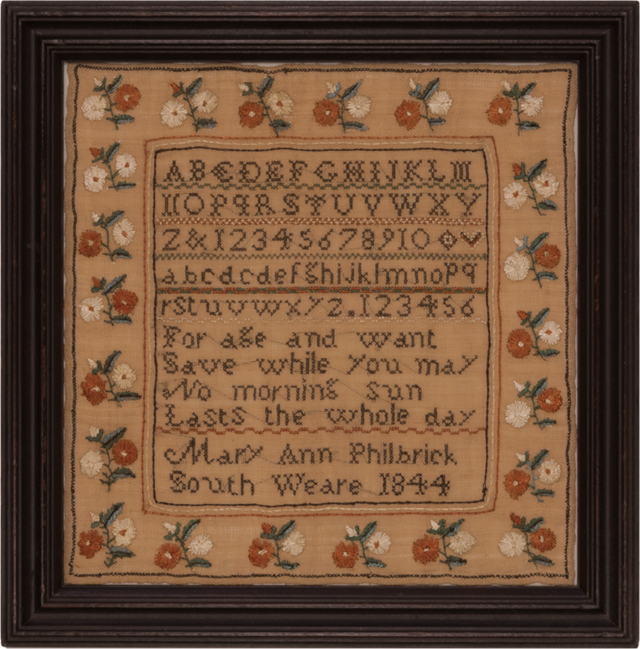 ABCDEFGHIJKLM
NOPQRSTUVWXY
Z&12345678910
abcdcdefghijklmnopq
rstuvwxyz.123456
For age and want
Save while you may
No morning sun
Lasts the whole day
Mary Ann Philbrick
South Weare 1844